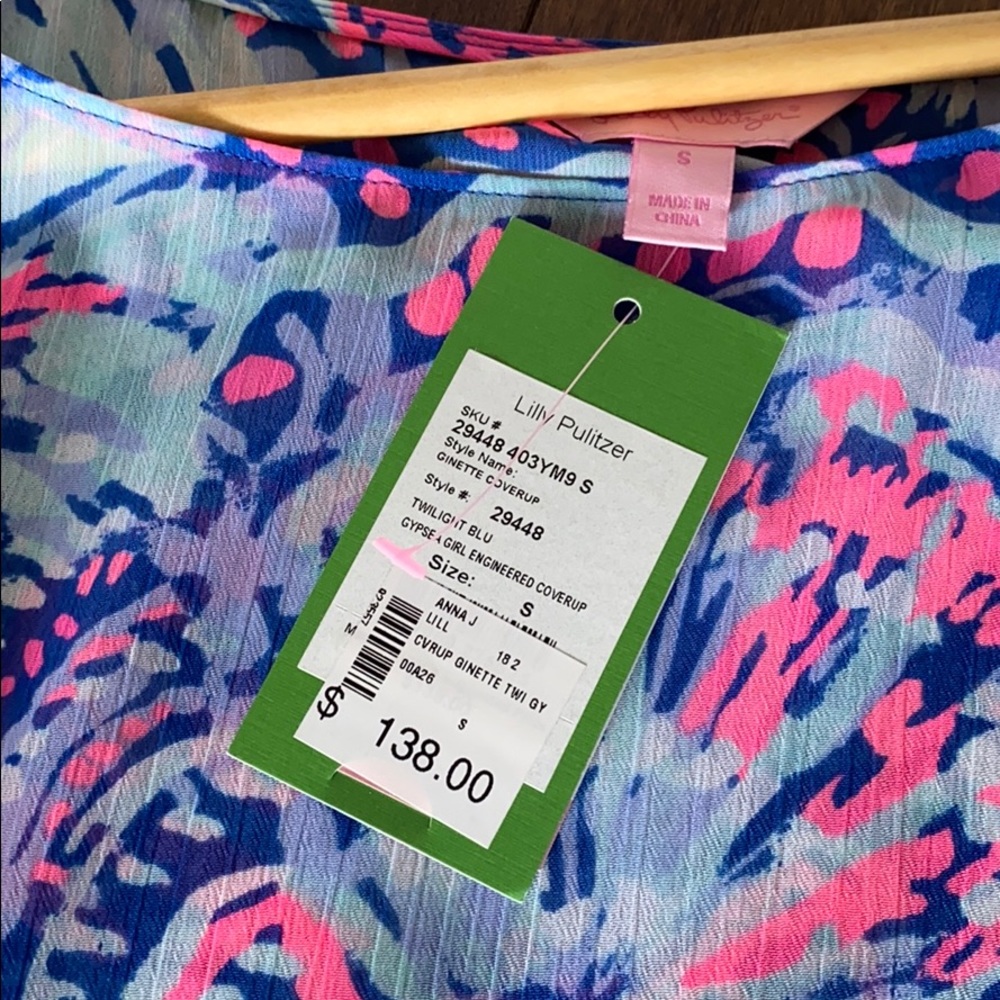 Pulitzer
S
MADE IN
CHINA
Lilly Pulitzer
SKU #
29448 403YM9 S
Style Name:
GINETTE COVERUP
Style #: 29448
TWILIGHT BLU
GYPSEA GIRL ENGINEERED COVERUP
Size: S
M
ANNA J
LILL 18 2
CVRUP GINETTE TWI GY
00A26
S
$ 138.00